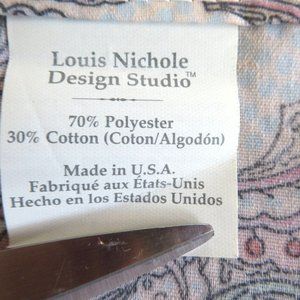 Louis Nichole
Design Studio™
70% Polyester
30% Cotton (Coton/Algodón)
Made in U.S.A.
Fabriqué aux États-Unis
Hecho en los Estados Unidos